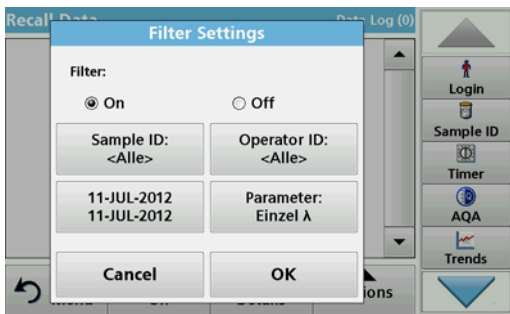 Recall Data
Data Log (0)
Filter Settings
Filter:
On
Off
Sample ID:
<Alle>
Operator ID:
<Alle>
11-JUL-2012
11-JUL-2012
Parameter:
Einzel λ
Cancel
OK
Login
Sample ID
Timer
AQA
Trends